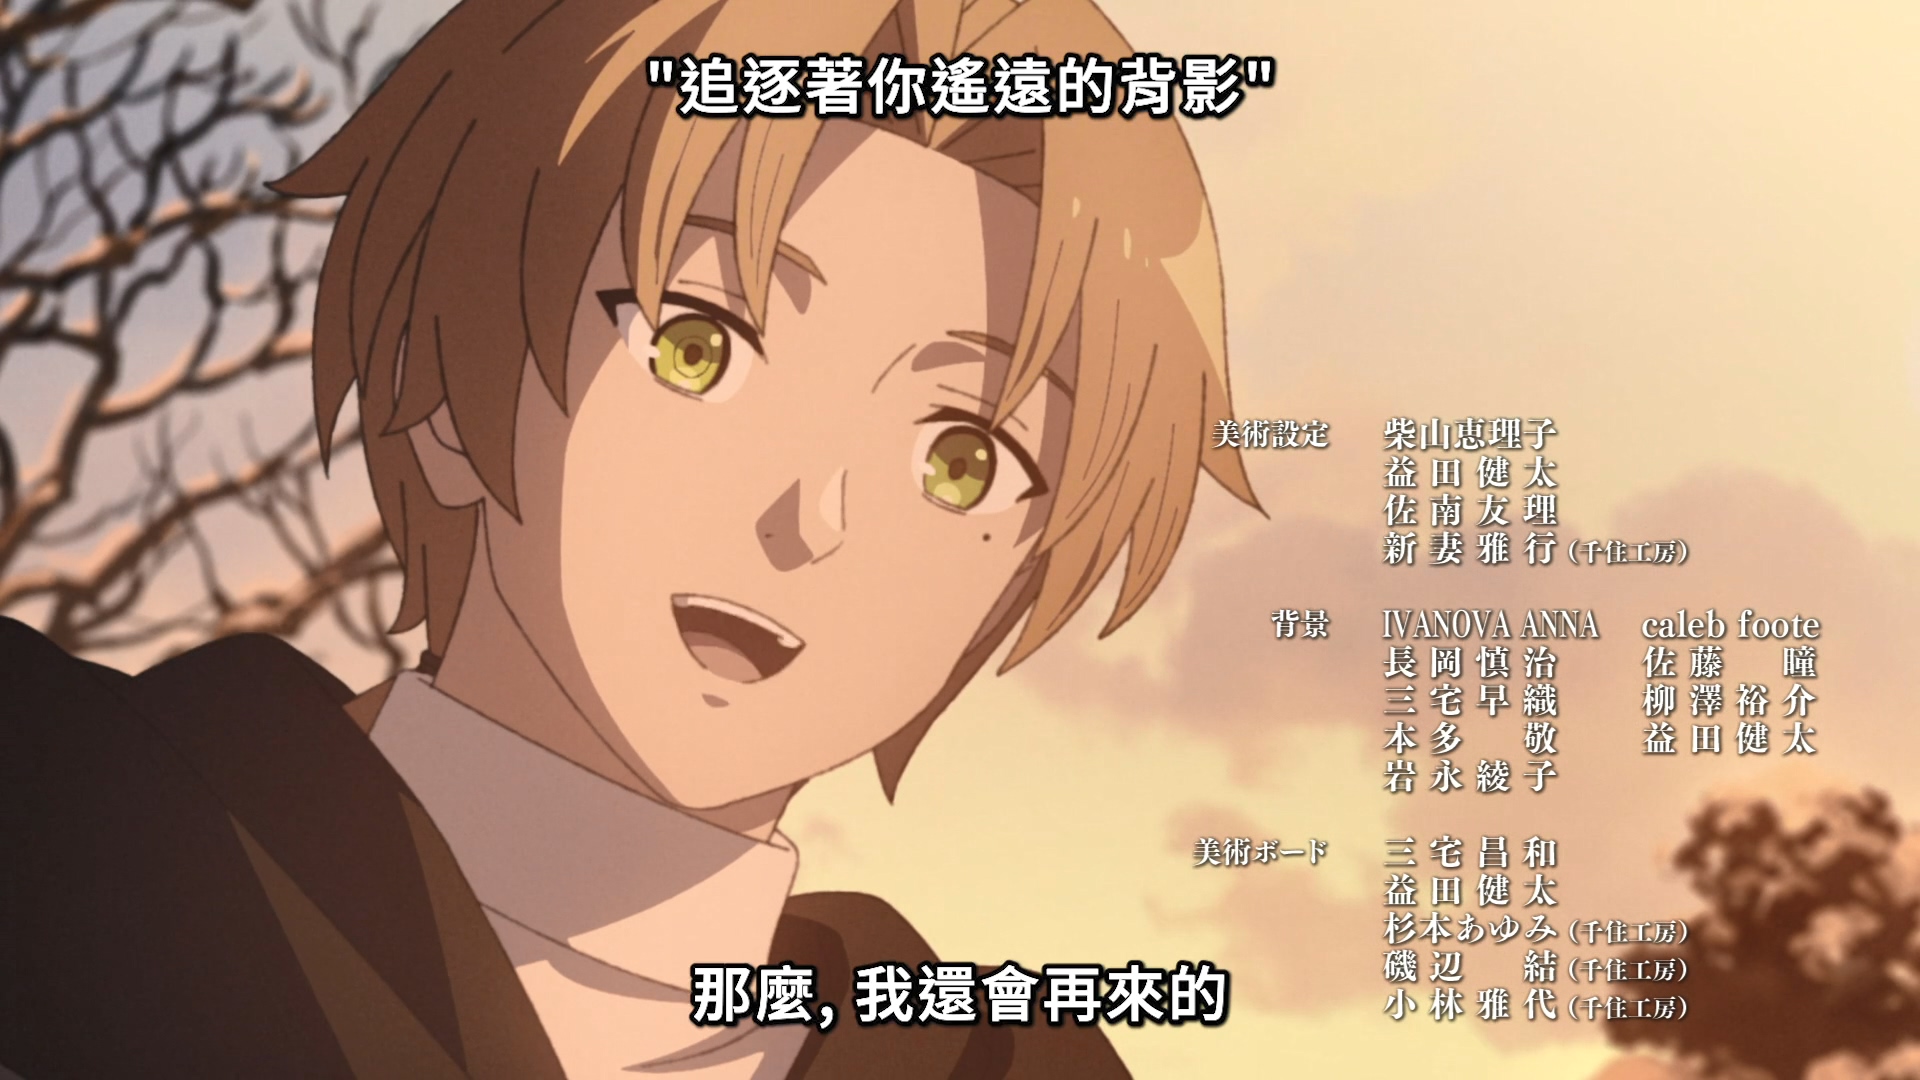 "追逐著你遙遠的背影"
美術設定 柴山恵理子
益田健太
佐南友理
新妻雅行(千住工房)
背景 IVANOVA ANNA caleb foote
長岡慎治 佐藤 瞳
三宅早織 柳澤裕介
本多 敬 益田健太
岩永綾子
美術ボード 三宅昌和
益田健太
杉本あゆみ(千住工房)
磯辺 結(千住工房)
小林雅代(千住工房)
那麼, 我還會再來的